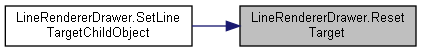 LineRendererDrawer.SetLine
TargetChildObject
LineRendererDrawer.Reset
Target